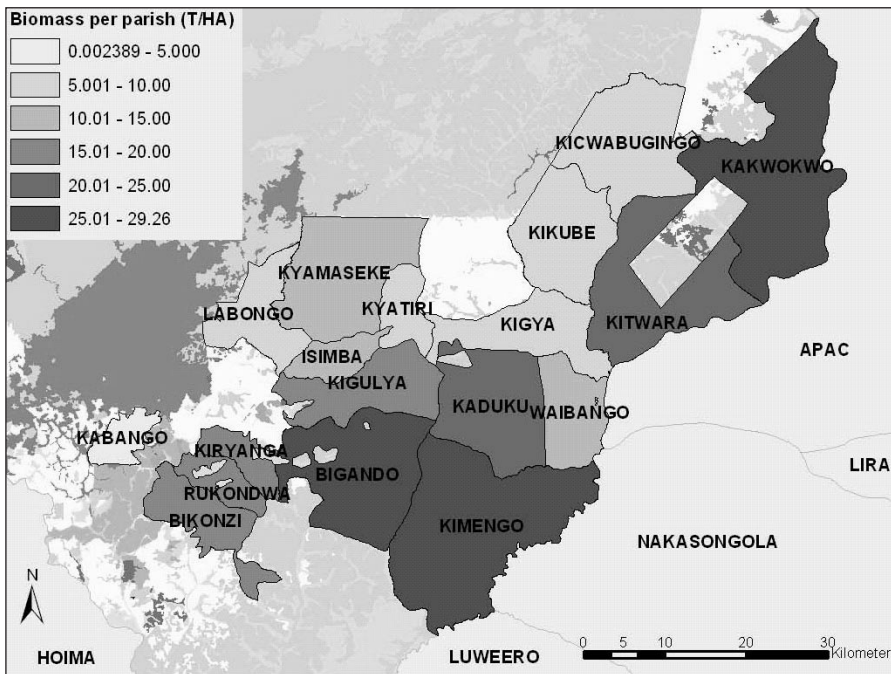 Biomass per parish (T/HA)
0.002389 - 5.000
5.001 - 10.00
10.01 - 15.00
15.01 - 20.00
20.01 - 25.00
25.01 - 29.26
KICWABUGINGO
KAKWOKWO
KIKUBE
KYAMASEKE
KYATIRI
LABONGO
KIGYA
KITWARA
ISIMBA
APAC
KIGULYA
KADUKU
WAIBANGO
KABANGO
KIRYANGA
BIGANDO
LIRA
RUKONDWA
BIKONZI
KIMENGO
NAKASONGOLA
N
HOIMA
LUWEERO
0 5 10 20 30
Kilometer